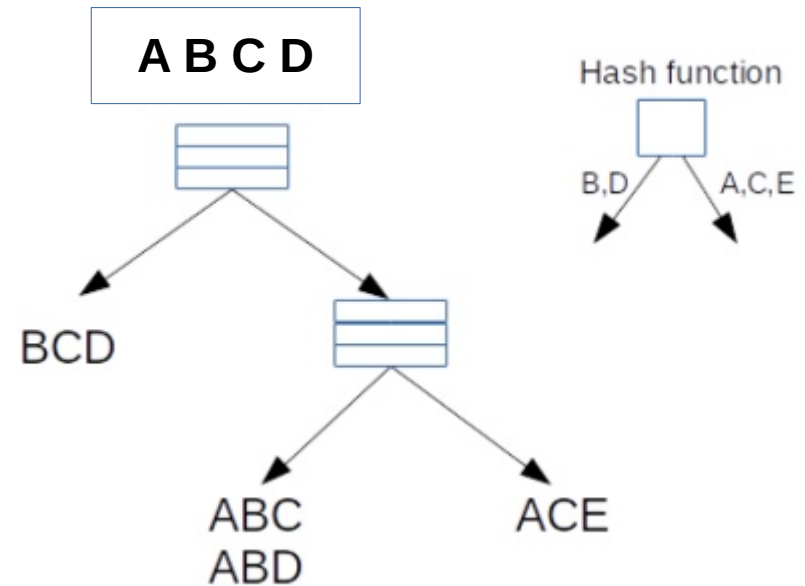 A B C D
Hash function
B,D
A,C,E
BCD
ABC
ABD
ACE